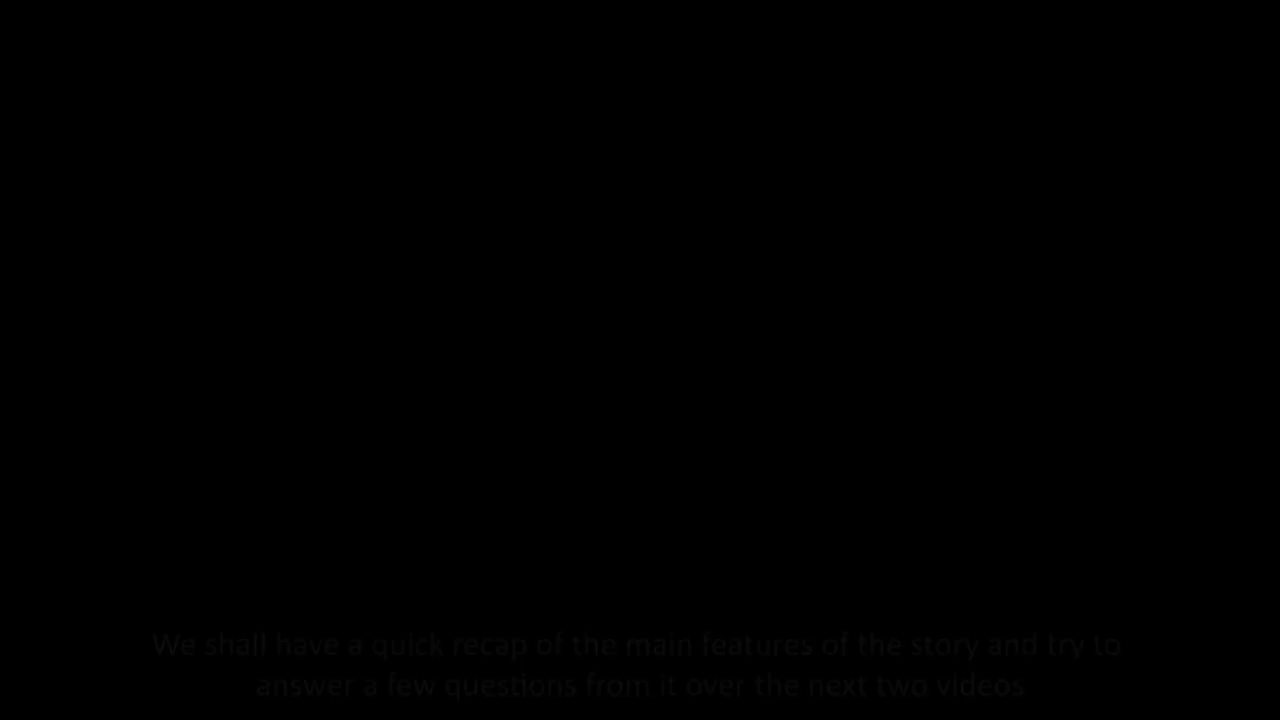 We shall have a quick recap of the main features of the story and try to
answer a few questions from it over the next two videos